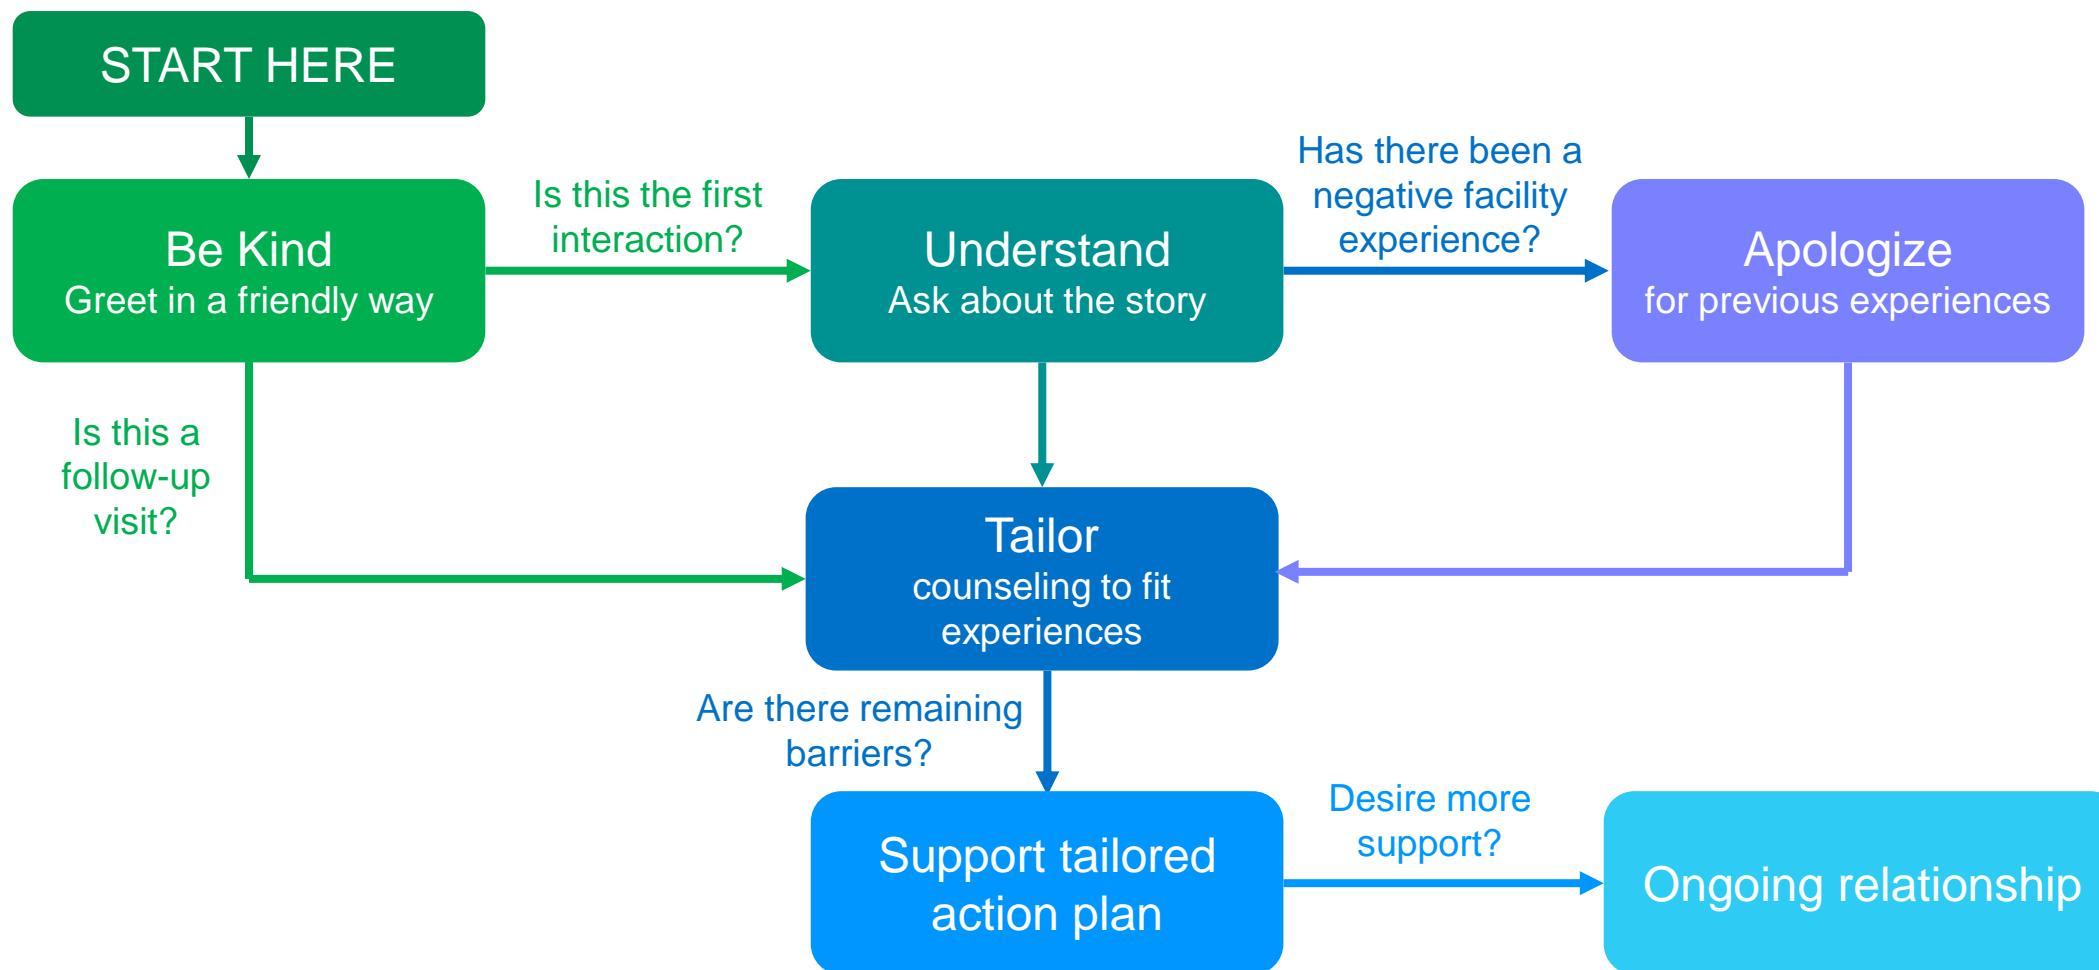 START HERE
Be Kind
Greet in a friendly way
Is this the first
interaction?
Understand
Ask about the story
Has there been a
negative facility
experience?
Apologize
for previous experiences
Is this a
follow-up
visit?
Tailor
counseling to fit
experiences
Are there remaining
barriers?
Support tailored
action plan
Desire more
support?
Ongoing relationship